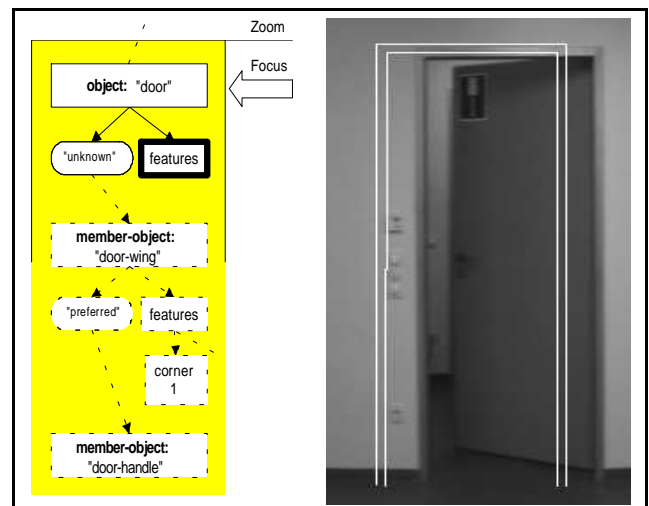 Zoom
Focus
object: "door"
"unknown"
features
member-object:
"door-wing"
"preferred"
features
corner
1
member-object:
"door-handle"